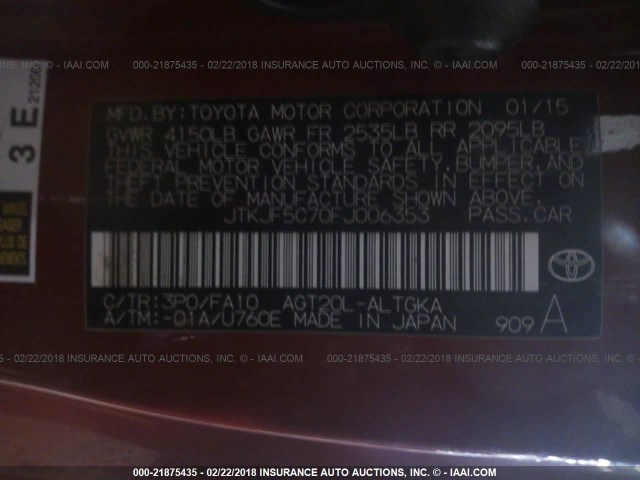 000-21875435 - 02/22/2018 INSURANCE AUTO AUCTIONS, INC. - © - IAAI.COM
3 E
MFD.BY:TOYOTA MOTOR CORPORATION 01/15
GVWR 4150LB GAWR FR 2535LB RR 2095LB
THIS VEHICLE CONFORMS TO ALL APPLICABLE
FEDERAL MOTOR VEHICLE SAFETY, BUMPER, AND
THEFT PREVENTION STANDARDS IN EFFECT ON
THE DATE OF MANUFACTURE SHOWN ABOVE.
JTKJF5C70FJ006353 PASS.CAR
C/TR:3P0/FA10 AGT20L-ALTGKA
A/TM:-01A/U760E MADE IN JAPAN 909 A
000-21875435 - 02/22/2018 INSURANCE AUTO AUCTIONS, INC. - © - IAAI.COM
000-21875435 - 02/22/2018 INSURANCE AUTO AUCTIONS, INC. - © - IAAI.COM